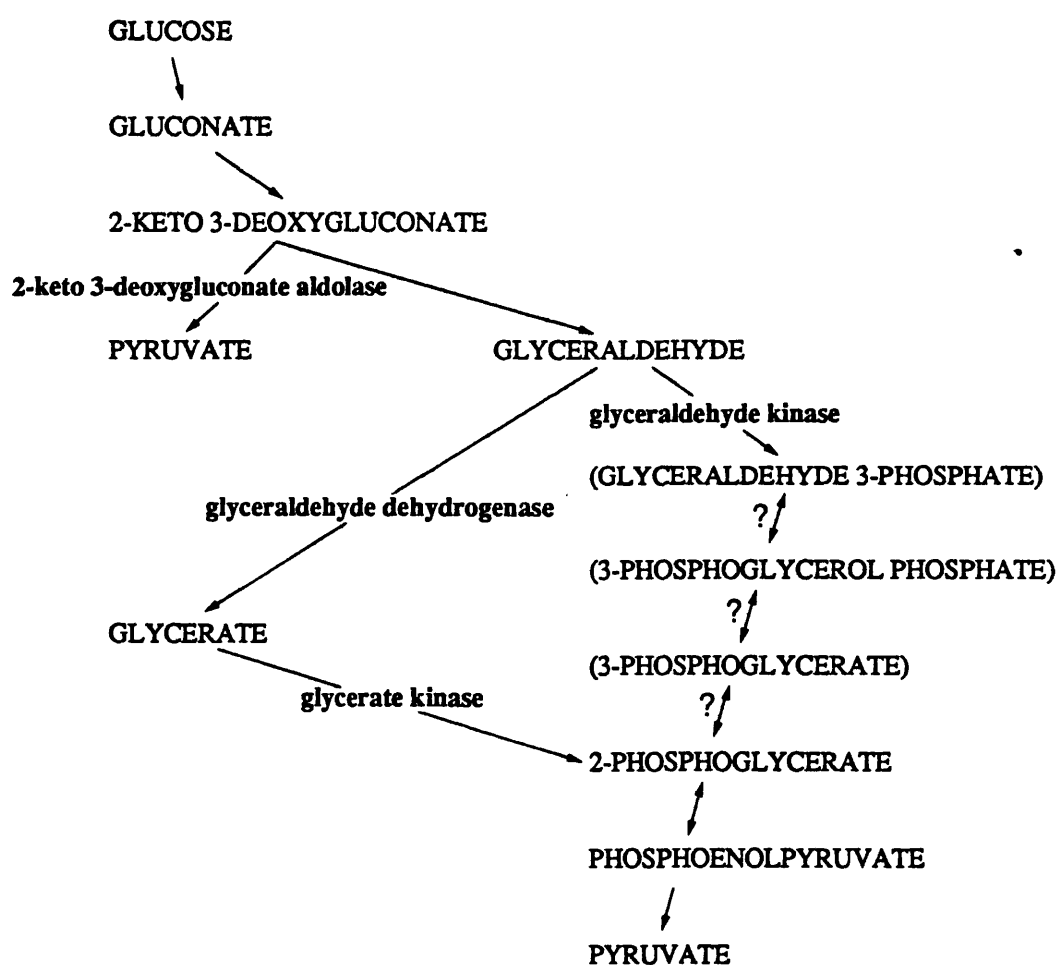 GLUCOSE
GLUCONATE
2-KETO 3-DEOXYGLUCONATE
2-keto 3-deoxygluconate aldolase
PYRUVATE
GLYCERALDEHYDE
glyceraldehyde kinase
(GLYCERALDEHYDE 3-PHOSPHATE)
glyceraldehyde dehydrogenase
?
(3-PHOSPHOGLYCEROL PHOSPHATE)
?
GLYCERATE
(3-PHOSPHOGLYCERATE)
glycerate kinase
?
2-PHOSPHOGLYCERATE
PHOSPHOENOLPYRUVATE
PYRUVATE